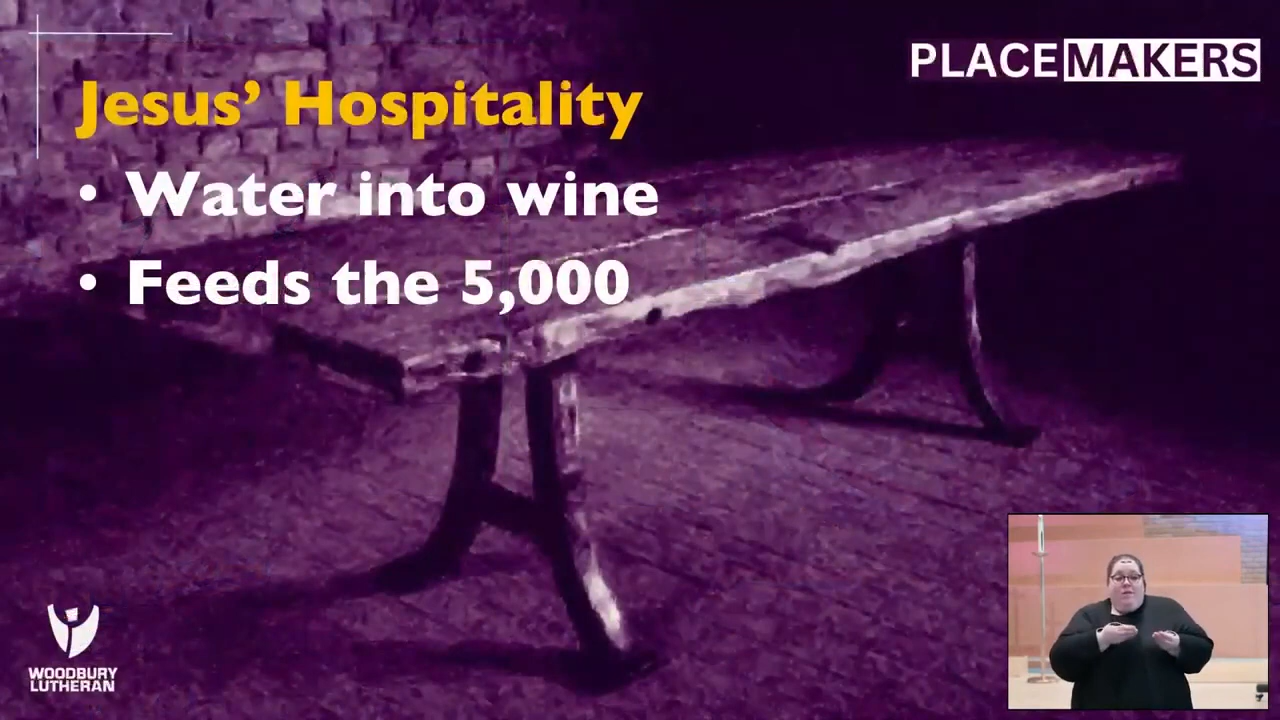 PLACEMAKERS
Jesus’ Hospitality
• Water into wine
• Feeds the 5,000
WOODBURY
LUTHERAN